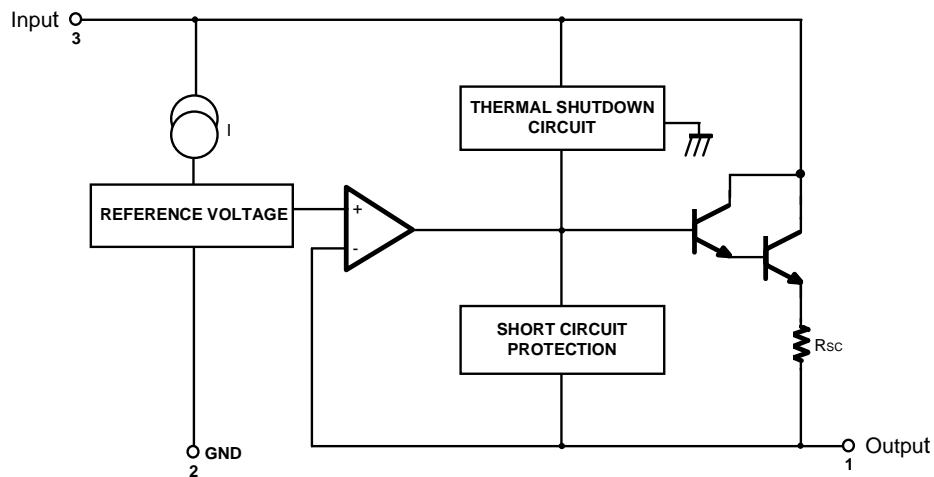 Input
3
THERMAL SHUTDOWN
CIRCUIT
I
REFERENCE VOLTAGE
+
-
SHORT CIRCUIT
PROTECTION
RSC
GND
2
Output
1